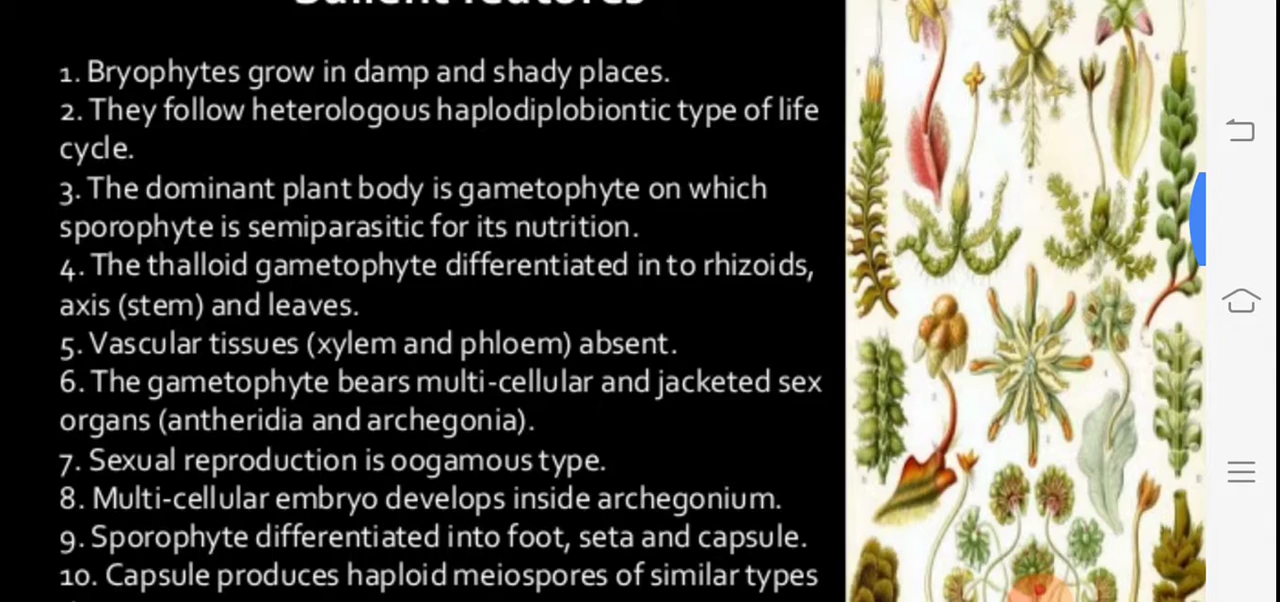 Salient features
1. Bryophytes grow in damp and shady places.
2. They follow heterologous haplodiplobiontic type of life
cycle.
3. The dominant plant body is gametophyte on which
sporophyte is semiparasitic for its nutrition.
4. The thalloid gametophyte differentiated in to rhizoids,
axis (stem) and leaves.
5. Vascular tissues (xylem and phloem) absent.
6. The gametophyte bears multi-cellular and jacketed sex
organs (antheridia and archegonia).
7. Sexual reproduction is oogamous type.
8. Multi-cellular embryo develops inside archegonium.
9. Sporophyte differentiated into foot, seta and capsule.
10. Capsule produces haploid meiospores of similar types